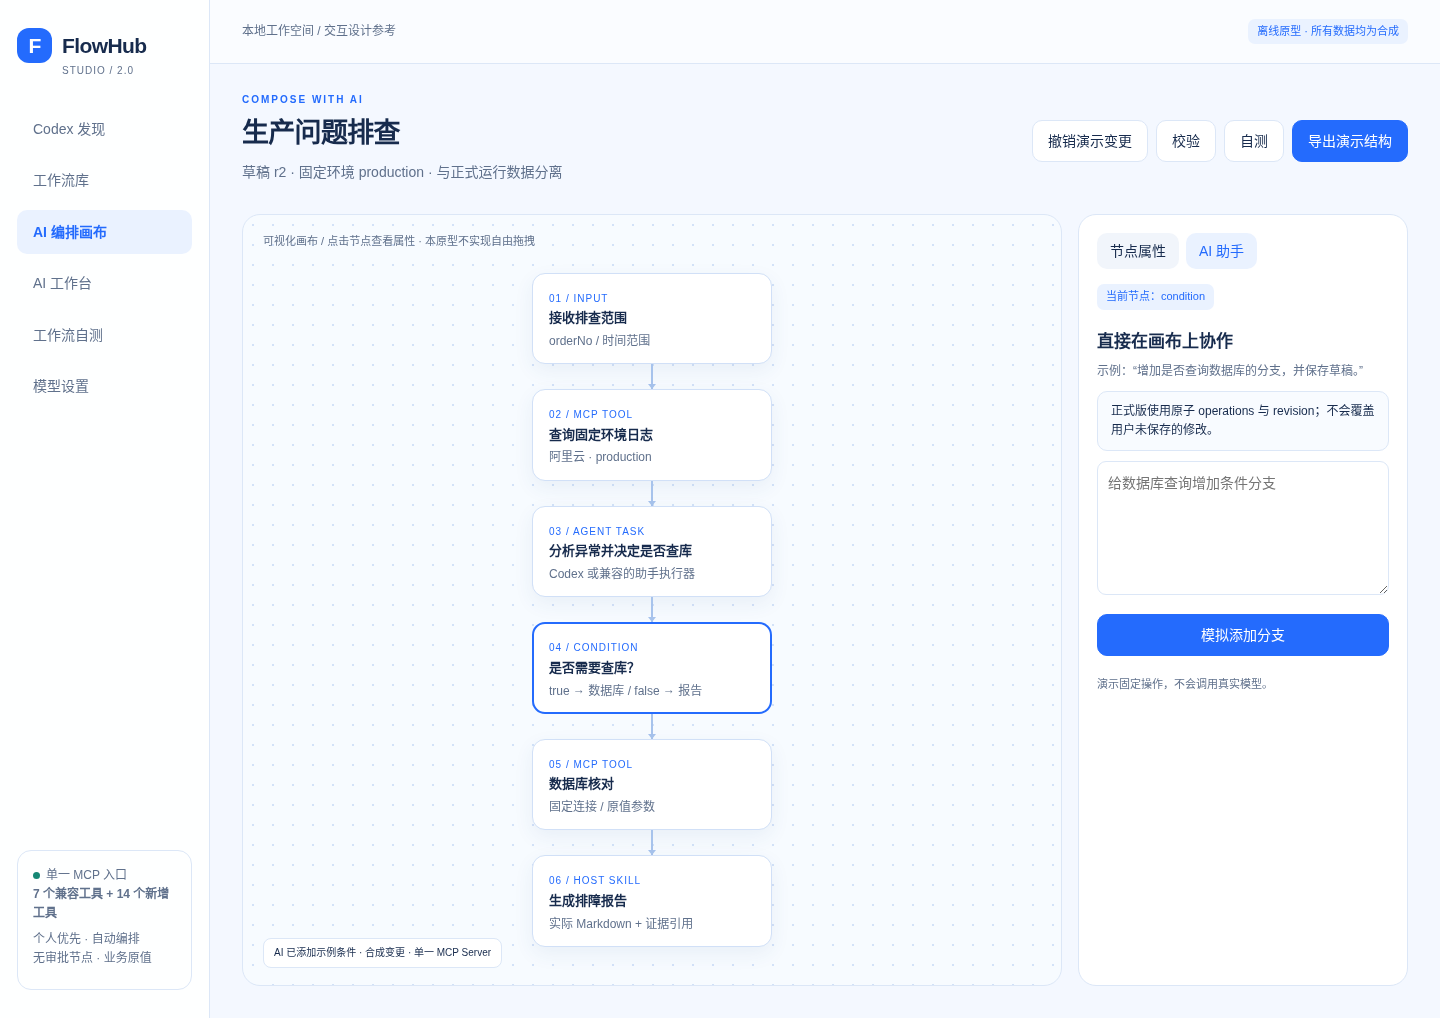 F
FlowHub
STUDIO / 2.0
Codex 发现
工作流库
AI 编排画布
AI 工作台
工作流自测
模型设置
单一 MCP 入口
7 个兼容工具 + 14 个新增
工具
个人优先 · 自动编排
无审批节点 · 业务原值
本地工作空间 / 交互设计参考
离线原型 · 所有数据均为合成
COMPOSE WITH AI
生产问题排查
草稿 r2 · 固定环境 production · 与正式运行数据分离
撤销演示变更
校验
自测
导出演示结构
可视化画布 / 点击节点查看属性 · 本原型不实现自由拖拽
01 / INPUT
接收排查范围
orderNo / 时间范围
02 / MCP TOOL
查询固定环境日志
阿里云 · production
03 / AGENT TASK
分析异常并决定是否查库
Codex 或兼容的助手执行器
04 / CONDITION
是否需要查库？
true → 数据库 / false → 报告
05 / MCP TOOL
数据库核对
固定连接 / 原值参数
06 / HOST SKILL
生成排障报告
实际 Markdown + 证据引用
AI 已添加示例条件 · 合成变更 · 单一 MCP Server
节点属性
AI 助手
当前节点：condition
直接在画布上协作
示例：“增加是否查询数据库的分支，并保存草稿。”
正式版使用原子 operations 与 revision；不会覆盖
用户未保存的修改。
给数据库查询增加条件分支
模拟添加分支
演示固定操作，不会调用真实模型。